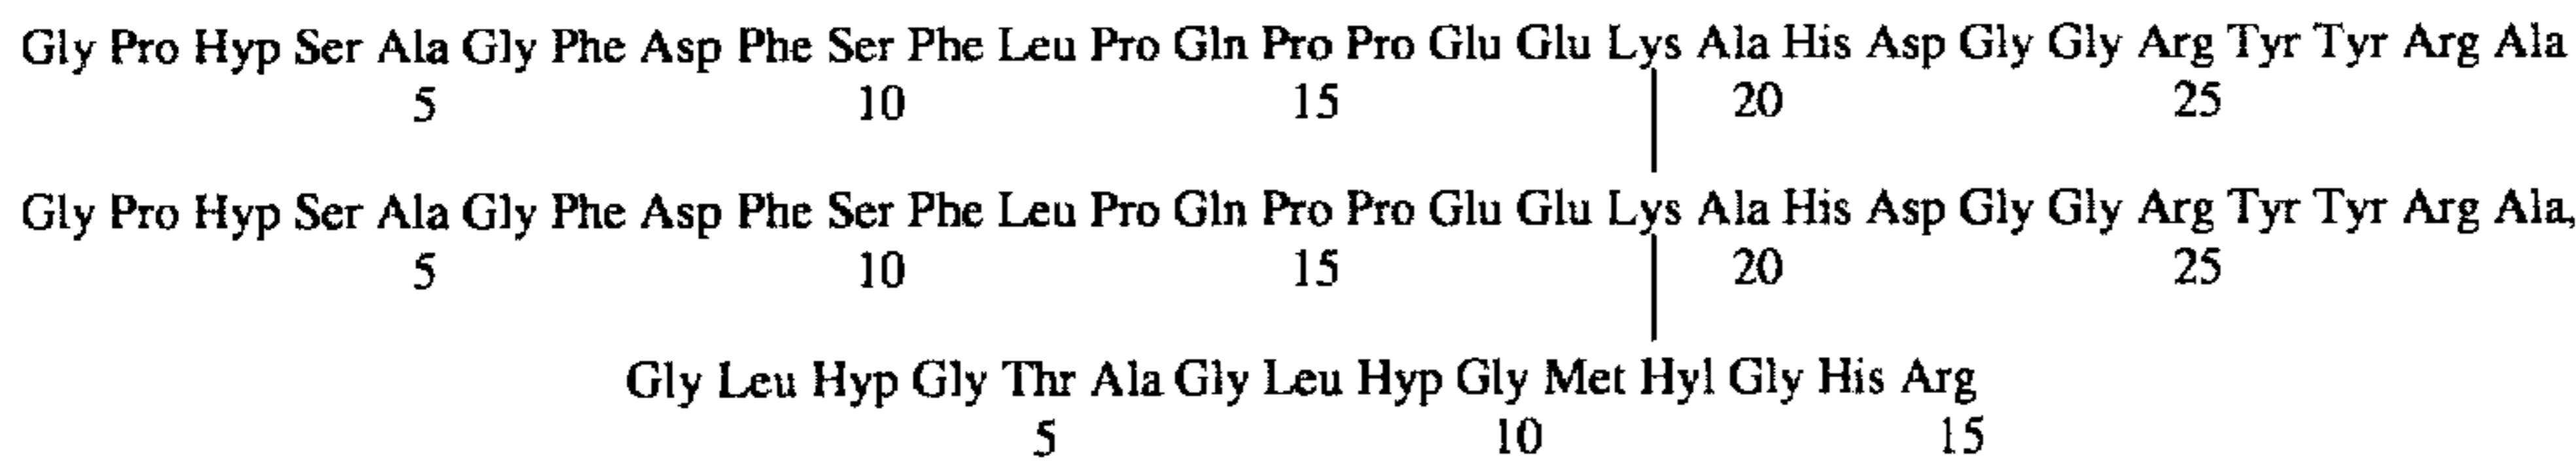 Gly Pro Hyp Ser Ala Gly Phe Asp Phe Ser Phe Leu Pro Gln Pro Pro Glu Glu Lys Ala His Asp Gly Gly Arg Tyr Tyr Arg Ala
5 10 15 20 25
Gly Pro Hyp Ser Ala Gly Phe Asp Phe Ser Phe Leu Pro Gln Pro Pro Glu Glu Lys Ala His Asp Gly Gly Arg Tyr Tyr Arg Ala,
5 10 15 20 25
Gly Leu Hyp Gly Thr Ala Gly Leu Hyp Gly Met Hyl Gly His Arg
5 10 15